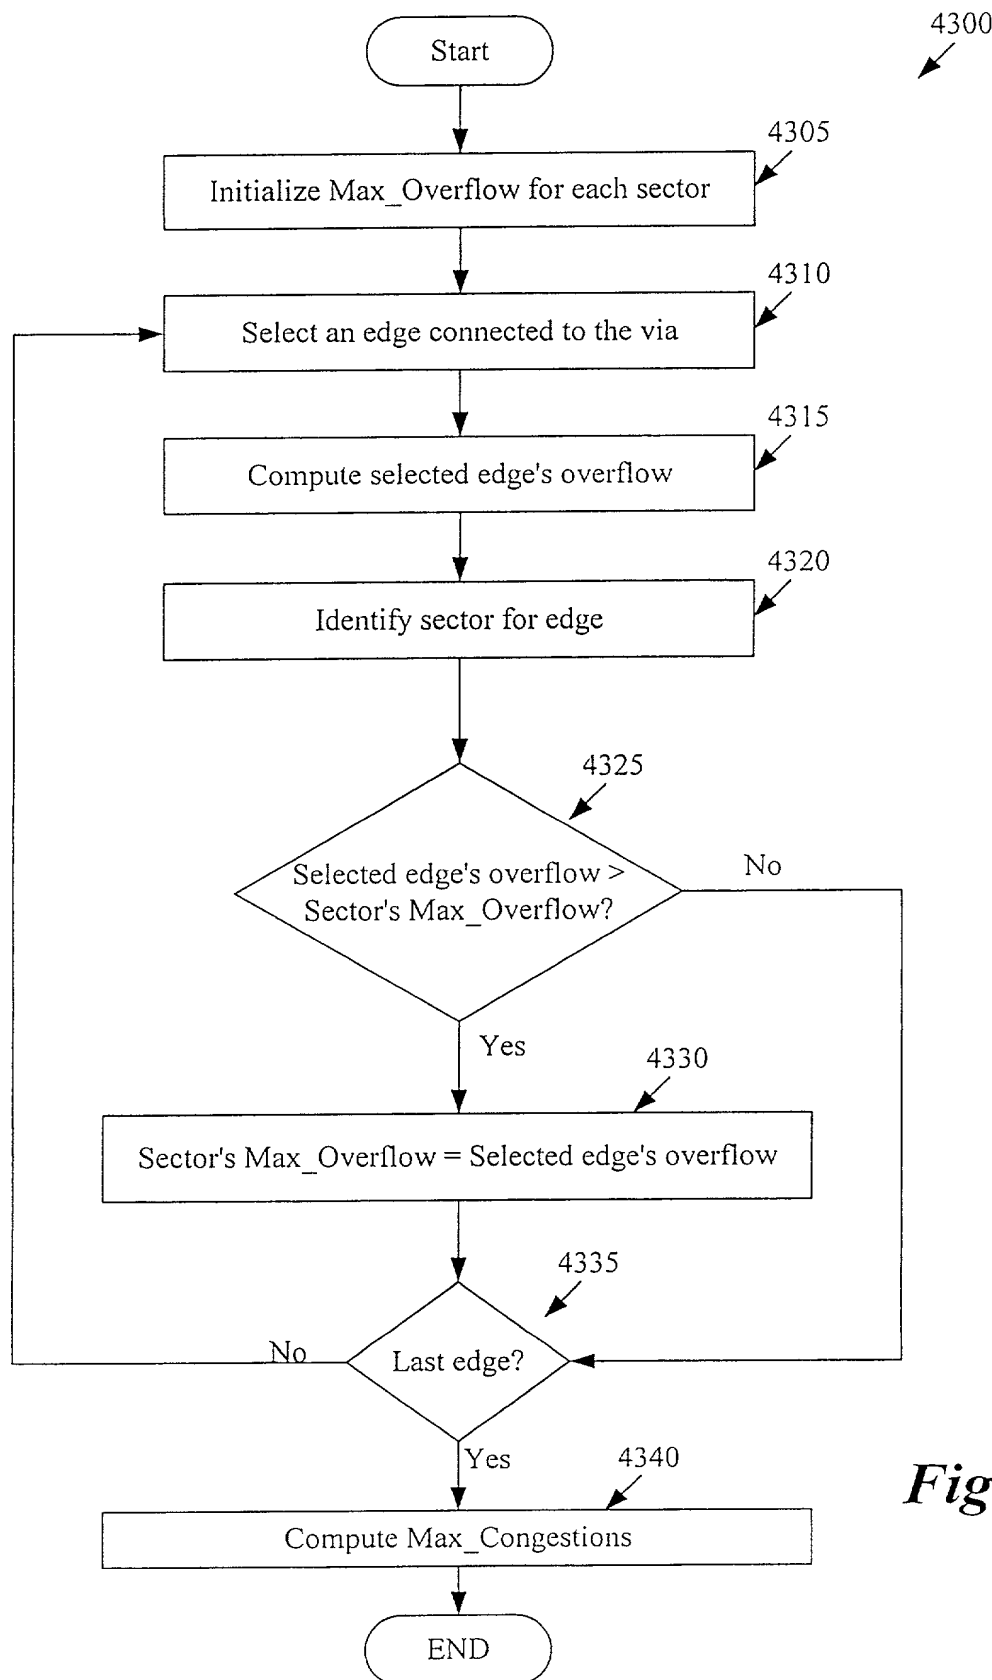 4300
Start
4305
Initialize Max_Overflow for each sector
4310
Select an edge connected to the via
4315
Compute selected edge's overflow
4320
Identify sector for edge
4325
Selected edge's overflow >
Sector's Max_Overflow?
No
Yes
4330
Sector's Max_Overflow = Selected edge's overflow
4335
Last edge?
No
Yes
4340
Compute Max_Congestions
END
Fig